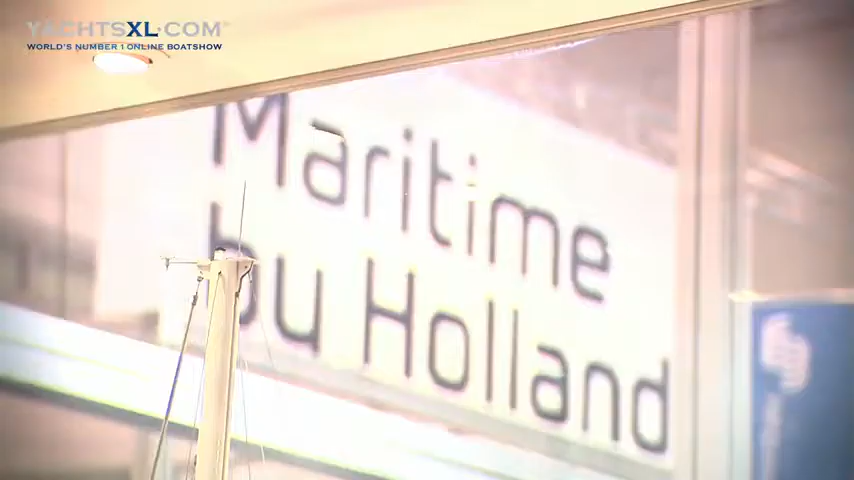 YACHTSXL.COM
WORLD'S NUMBER 1 ONLINE BOATSHOW
Maritime
by Holland